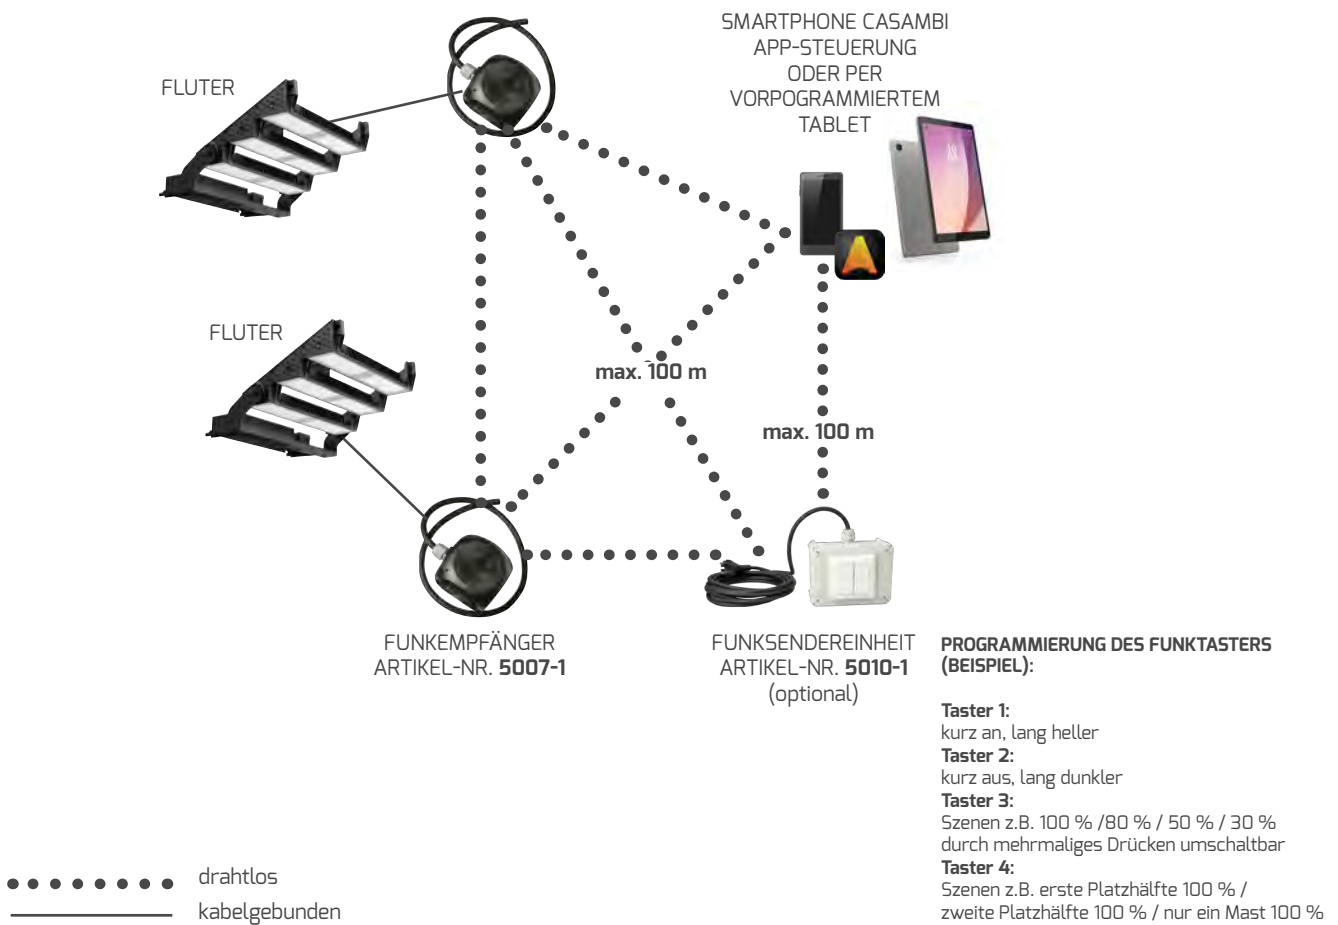 SMARTPHONE CASAMBI
APP-STEUERUNG
ODER PER
VORPOGRAMMIERTEM
TABLET
FLUTER
FLUTER
max. 100 m
max. 100 m
FUNKEMPFÄNGER
ARTIKEL-NR. 5007-1
FUNKSENDEREINHEIT
ARTIKEL-NR. 5010-1
(optional)
PROGRAMMIERUNG DES FUNKTASTERS
(BEISPIEL):
Taster 1:
kurz an, lang heller
Taster 2:
kurz aus, lang dunkler
Taster 3:
Szenen z.B. 100 % /80 % / 50 % / 30 %
durch mehrmaliges Drücken umschaltbar
Taster 4:
Szenen z.B. erste Platzhälfte 100 % /
zweite Platzhälfte 100 % / nur ein Mast 100 %
drahtlos
kabelgebunden